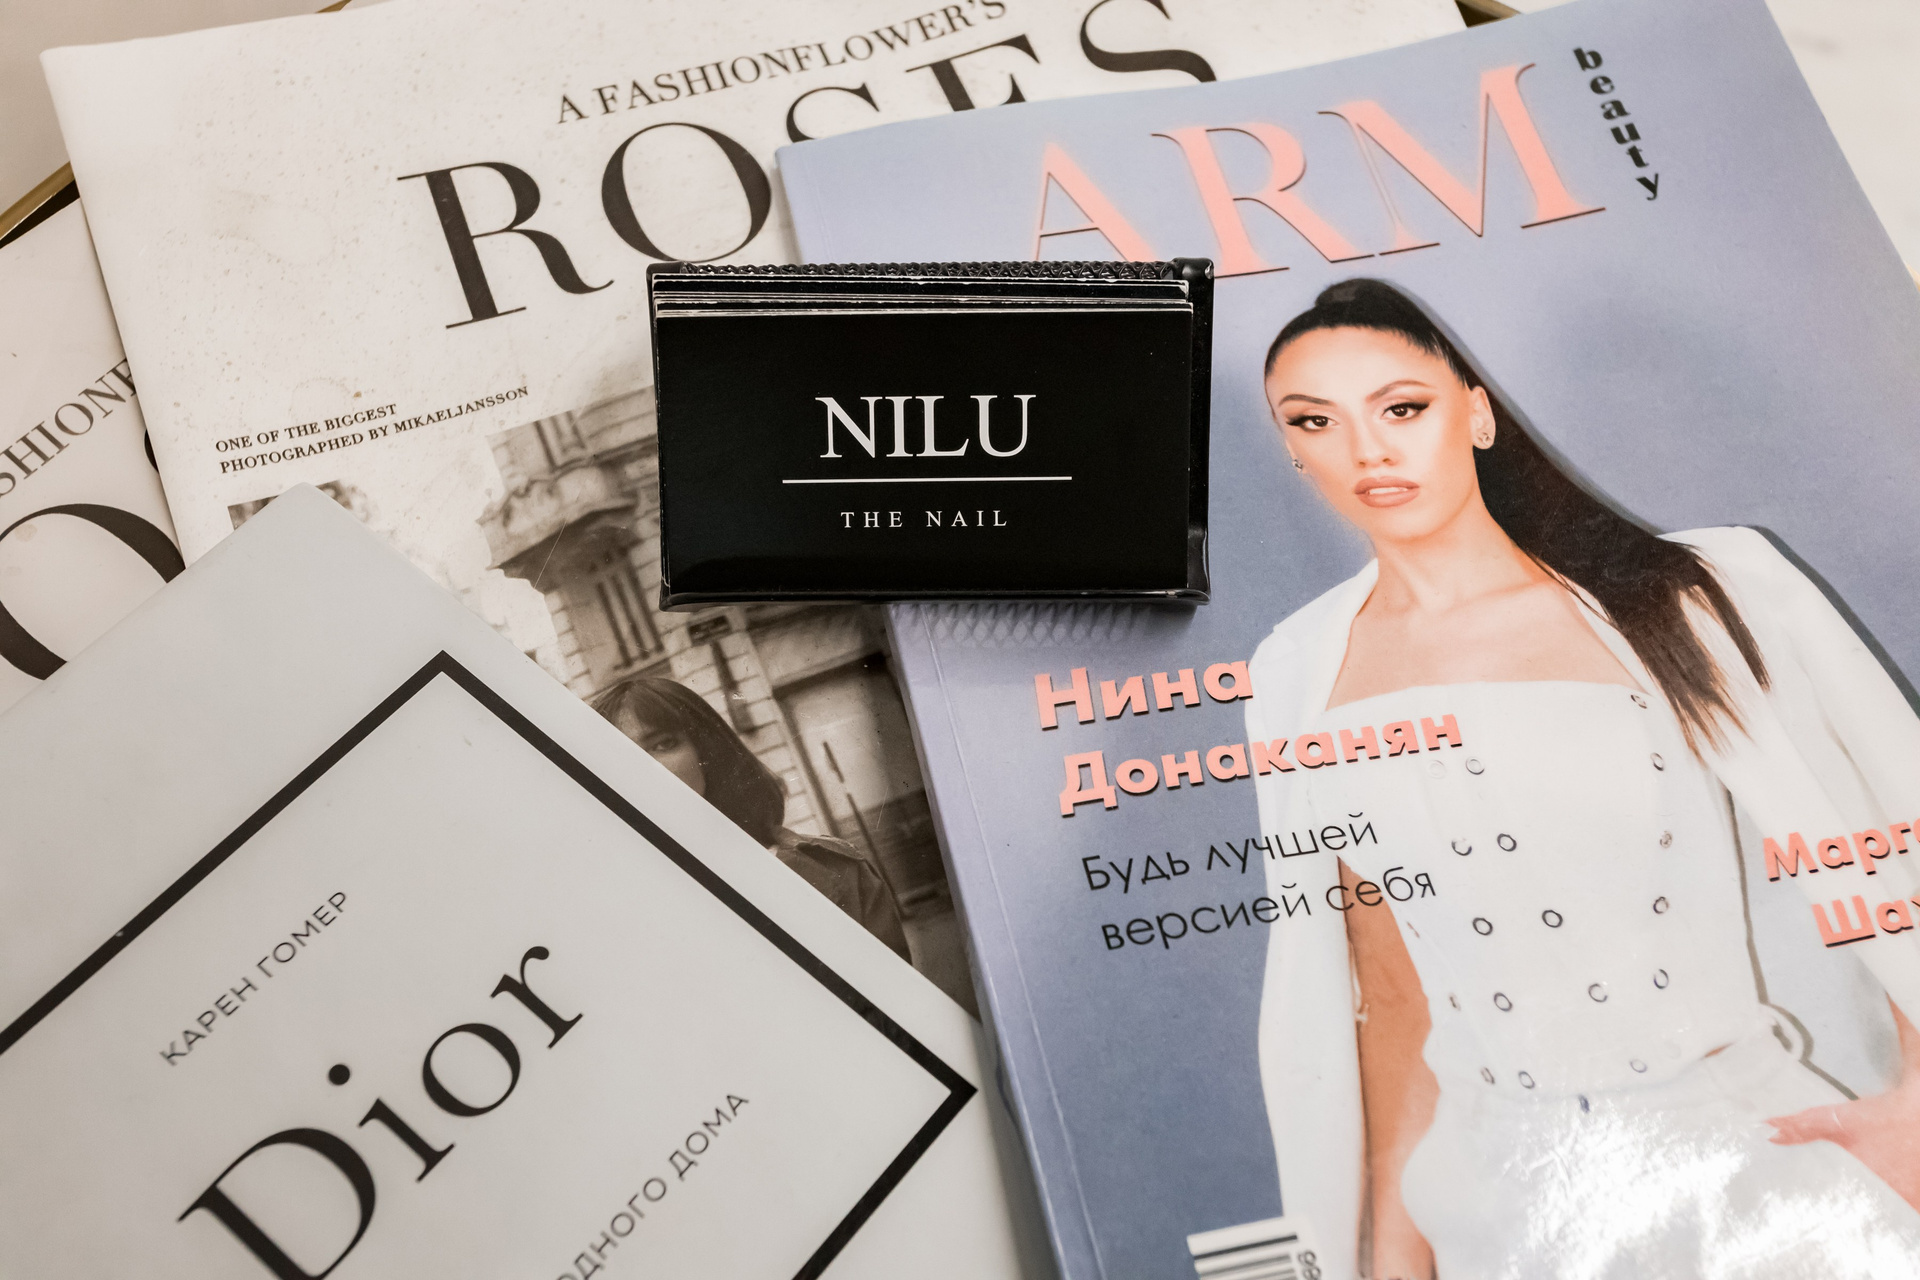 A FASHIONFLOWER'S
ROSES
ONE OF THE BIGGEST
PHOTOGRAPHED BY MIKAELJANSSON
ARM
beauty
NILU
THE NAIL
Нина
Донаканян
Будь лучшей
версией себя
КАРЕН ГОМЕР
Dior
ДОМА